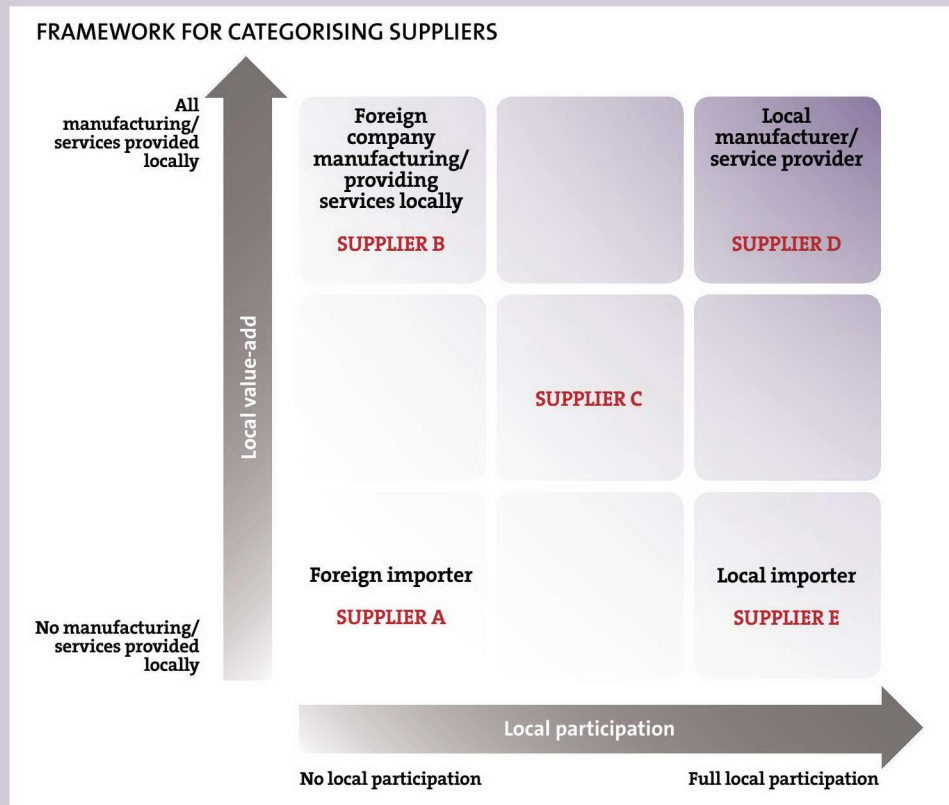 FRAMEWORK FOR CATEGORISING SUPPLIERS
All
manufacturing/
services provided
locally
Foreign
company
manufacturing/
providing
services locally
SUPPLIER B
Local
manufacturer/
service provider
SUPPLIER D
Local value-add
SUPPLIER C
Foreign importer
SUPPLIER A
Local importer
SUPPLIER E
No manufacturing/
services provided
locally
Local participation
No local participation
Full local participation